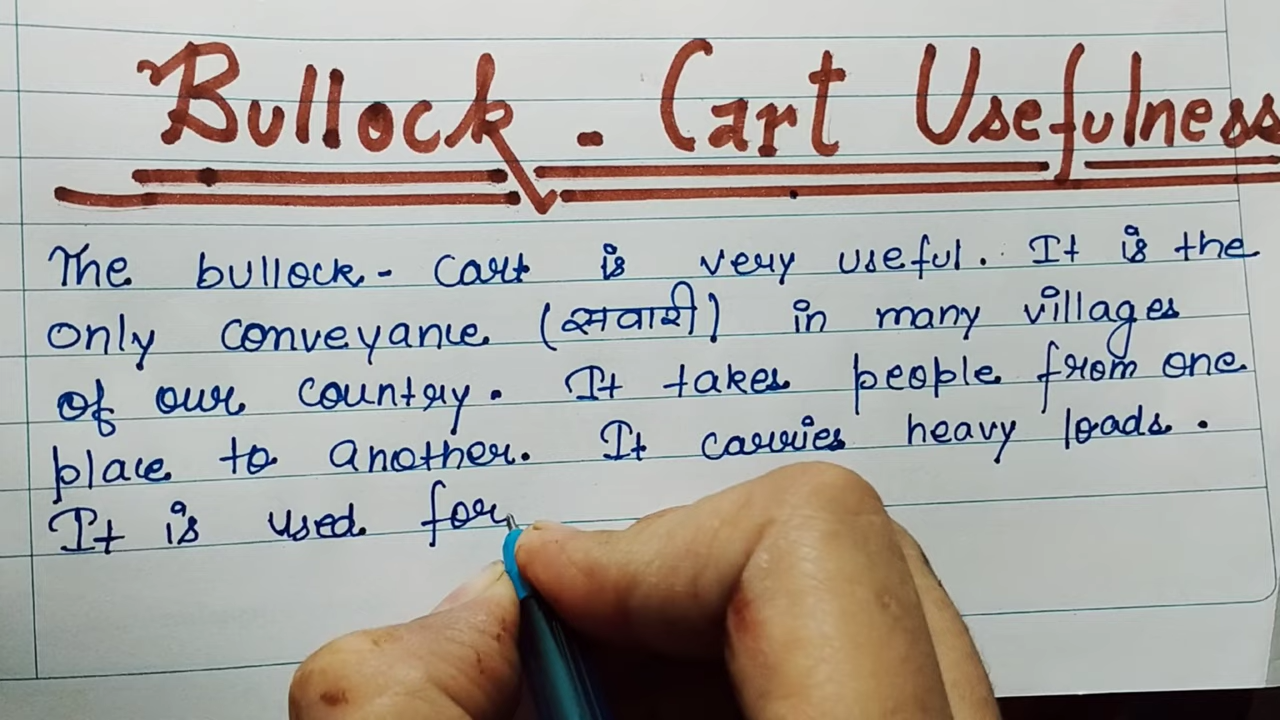 Bullock - Cart Usefulness
The bullock - cart is very useful. It is the
only conveyance (सवारी) in many villages
of our country. It takes people from one
place to another. It carries heavy loads.
It is used for